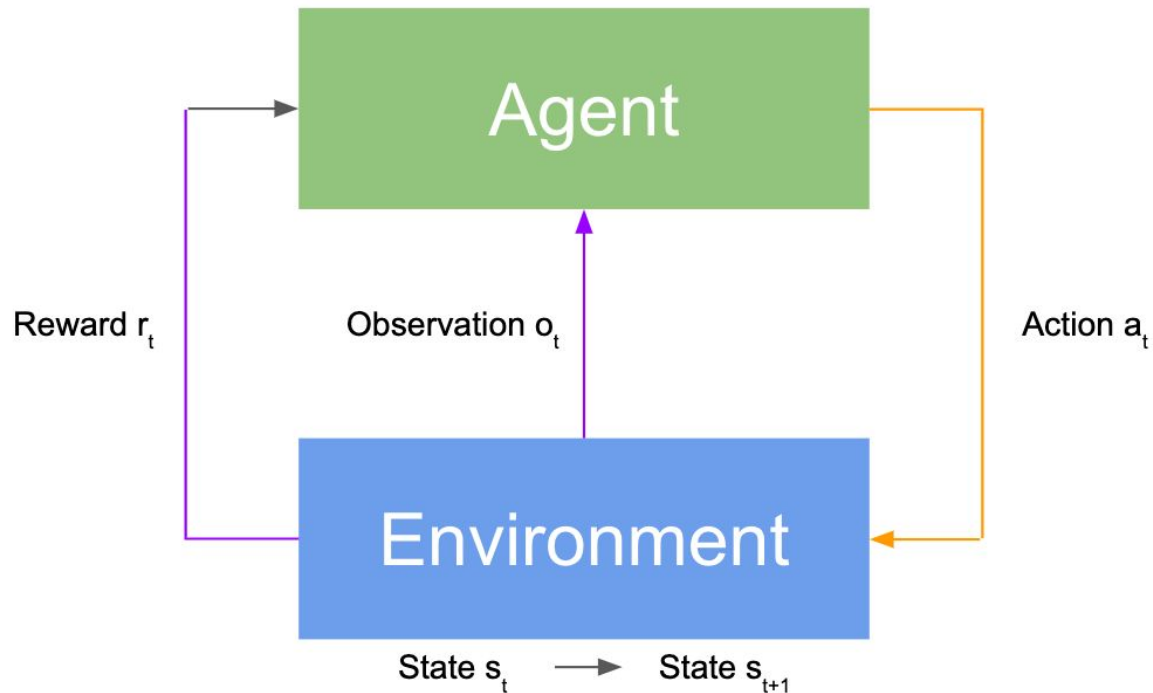 Agent
Reward rₜ
Observation oₜ
Action aₜ
Environment
State sₜ
State sₜ₊₁